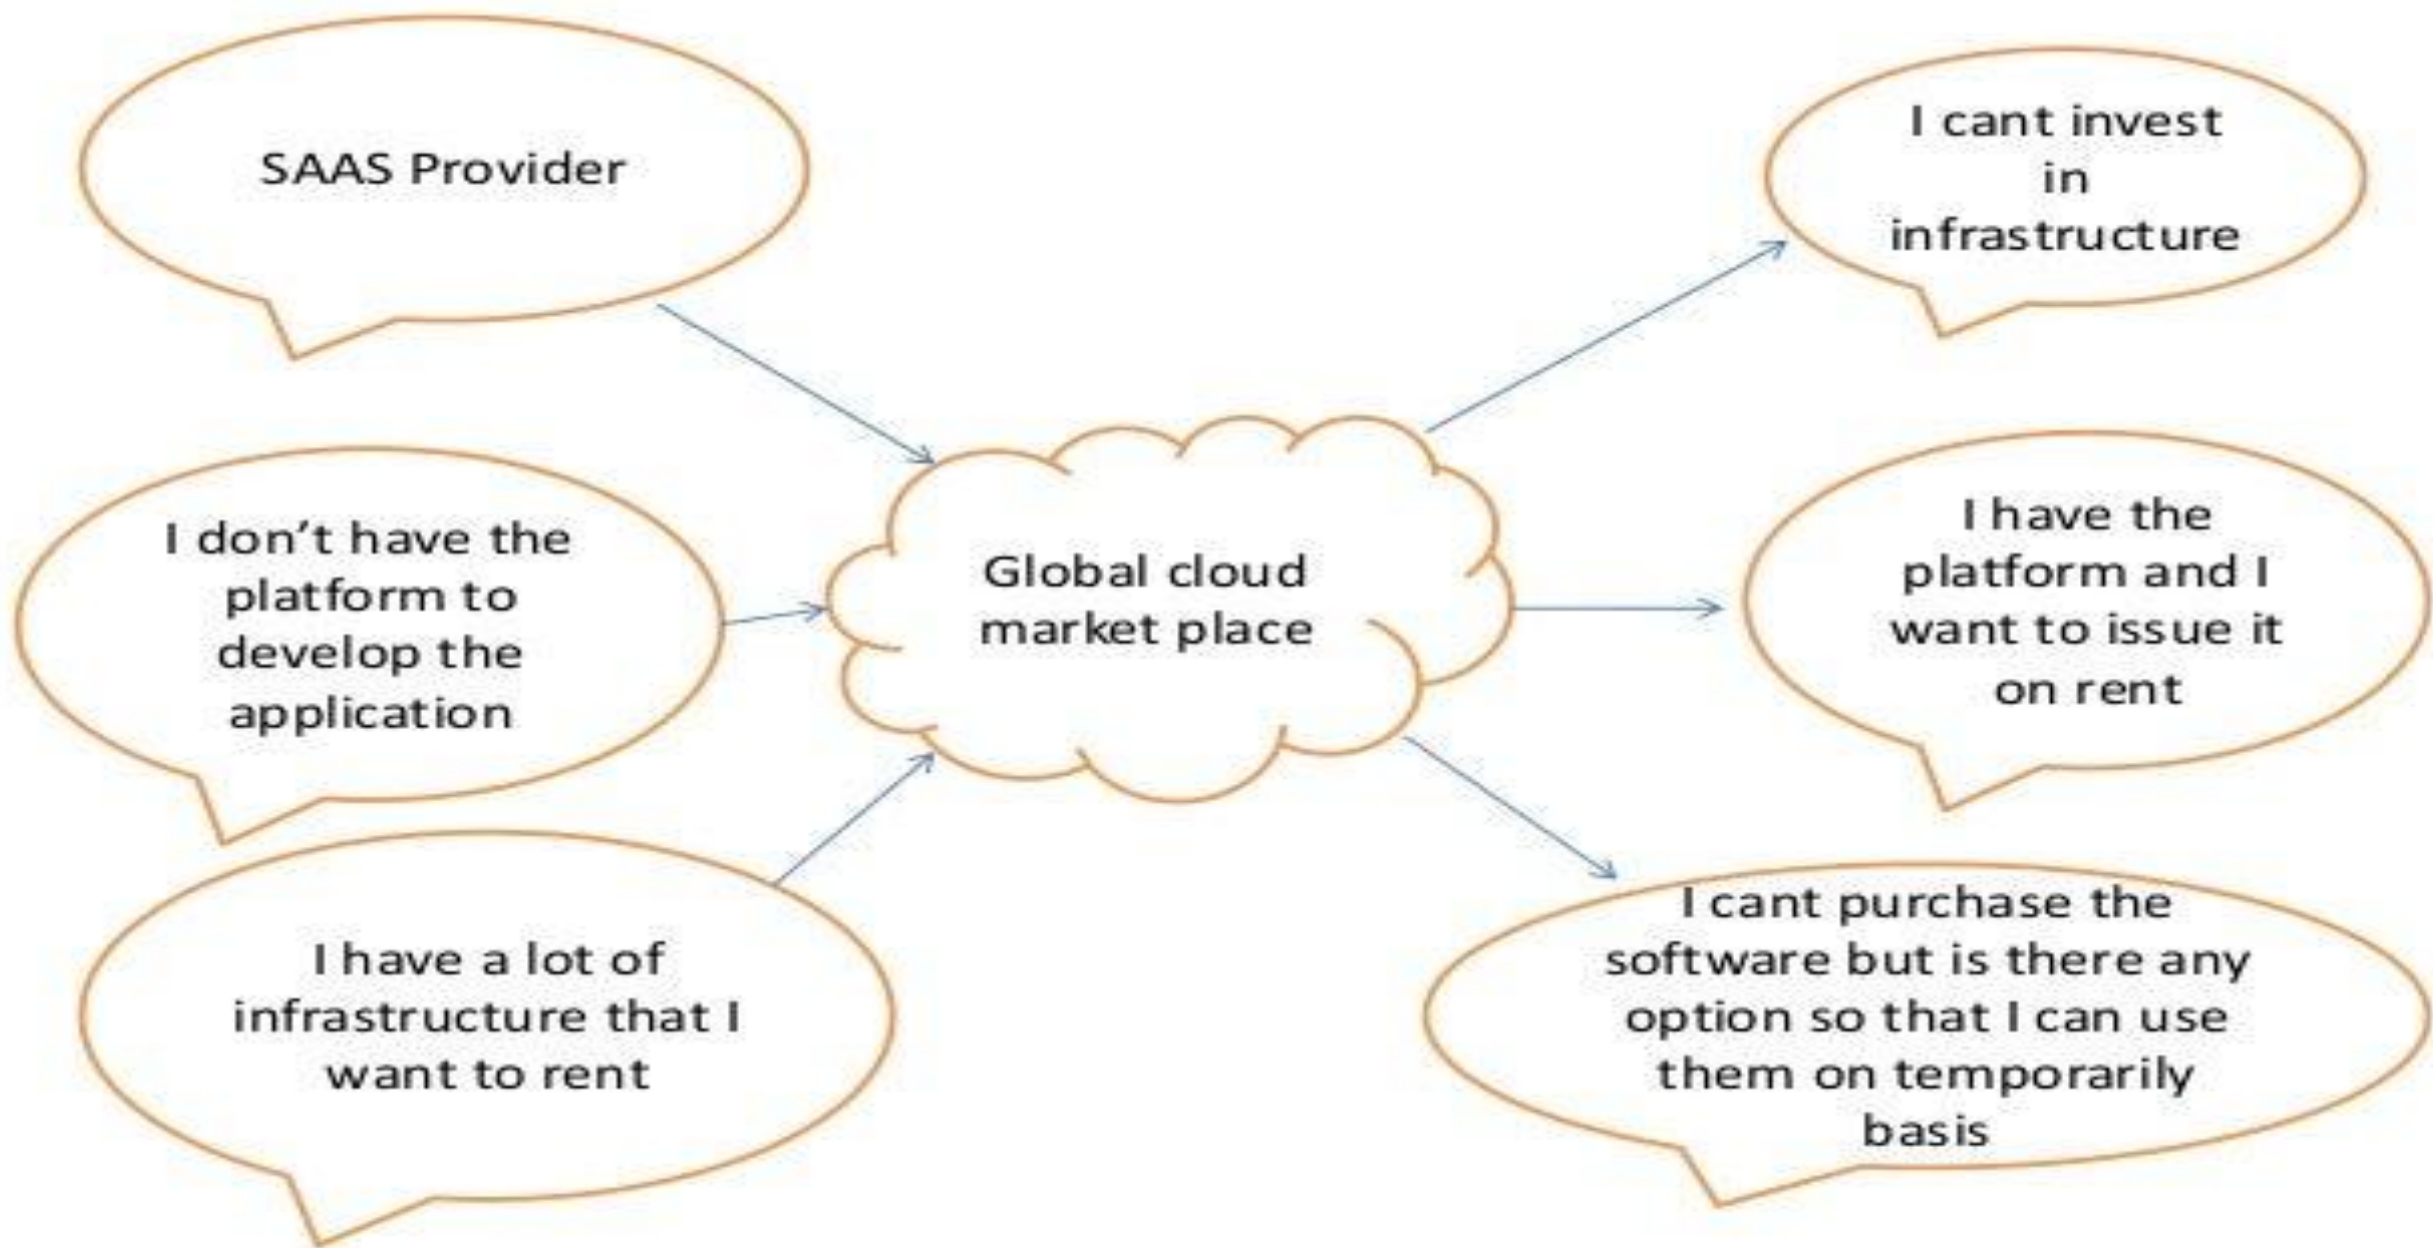 SAAS Provider
I don’t have the
platform to
develop the
application
I have a lot of
infrastructure that I
want to rent
Global cloud
market place
I cant invest
in
infrastructure
I have the
platform and I
want to issue it
on rent
I cant purchase the
software but is there any
option so that I can use
them on temporarily
basis